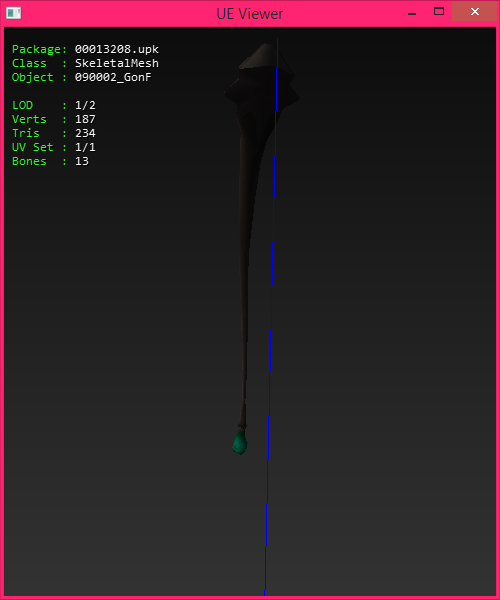 UE Viewer
Package: 00013208.upk
Class  : SkeletalMesh
Object : 090002_GonF
LOD    : 1/2
Verts  : 187
Tris   : 234
UV Set : 1/1
Bones  : 13